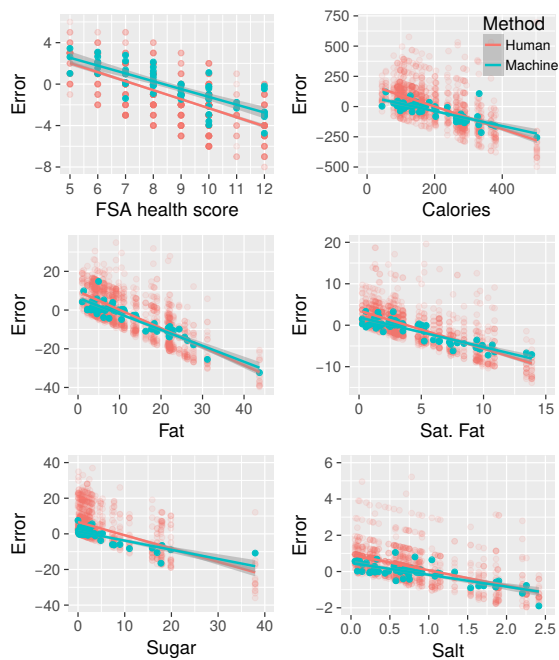 Method
Human
Machine
Error
6
4
2
0
−4
−8
5 6 7 8 9 10 11 12
FSA health score
Error
750
500
250
0
−250
−500
0 200 400 600
Calories
Error
20
0
−20
−40
0 10 20 30 40
Fat
Error
20
10
0
−10
0 5 10 15
Sat. Fat
Error
40
20
0
−20
−40
0 10 20 30 40
Sugar
Error
6
4
2
0
−2
0.0 0.5 1.0 1.5 2.0 2.5
Salt